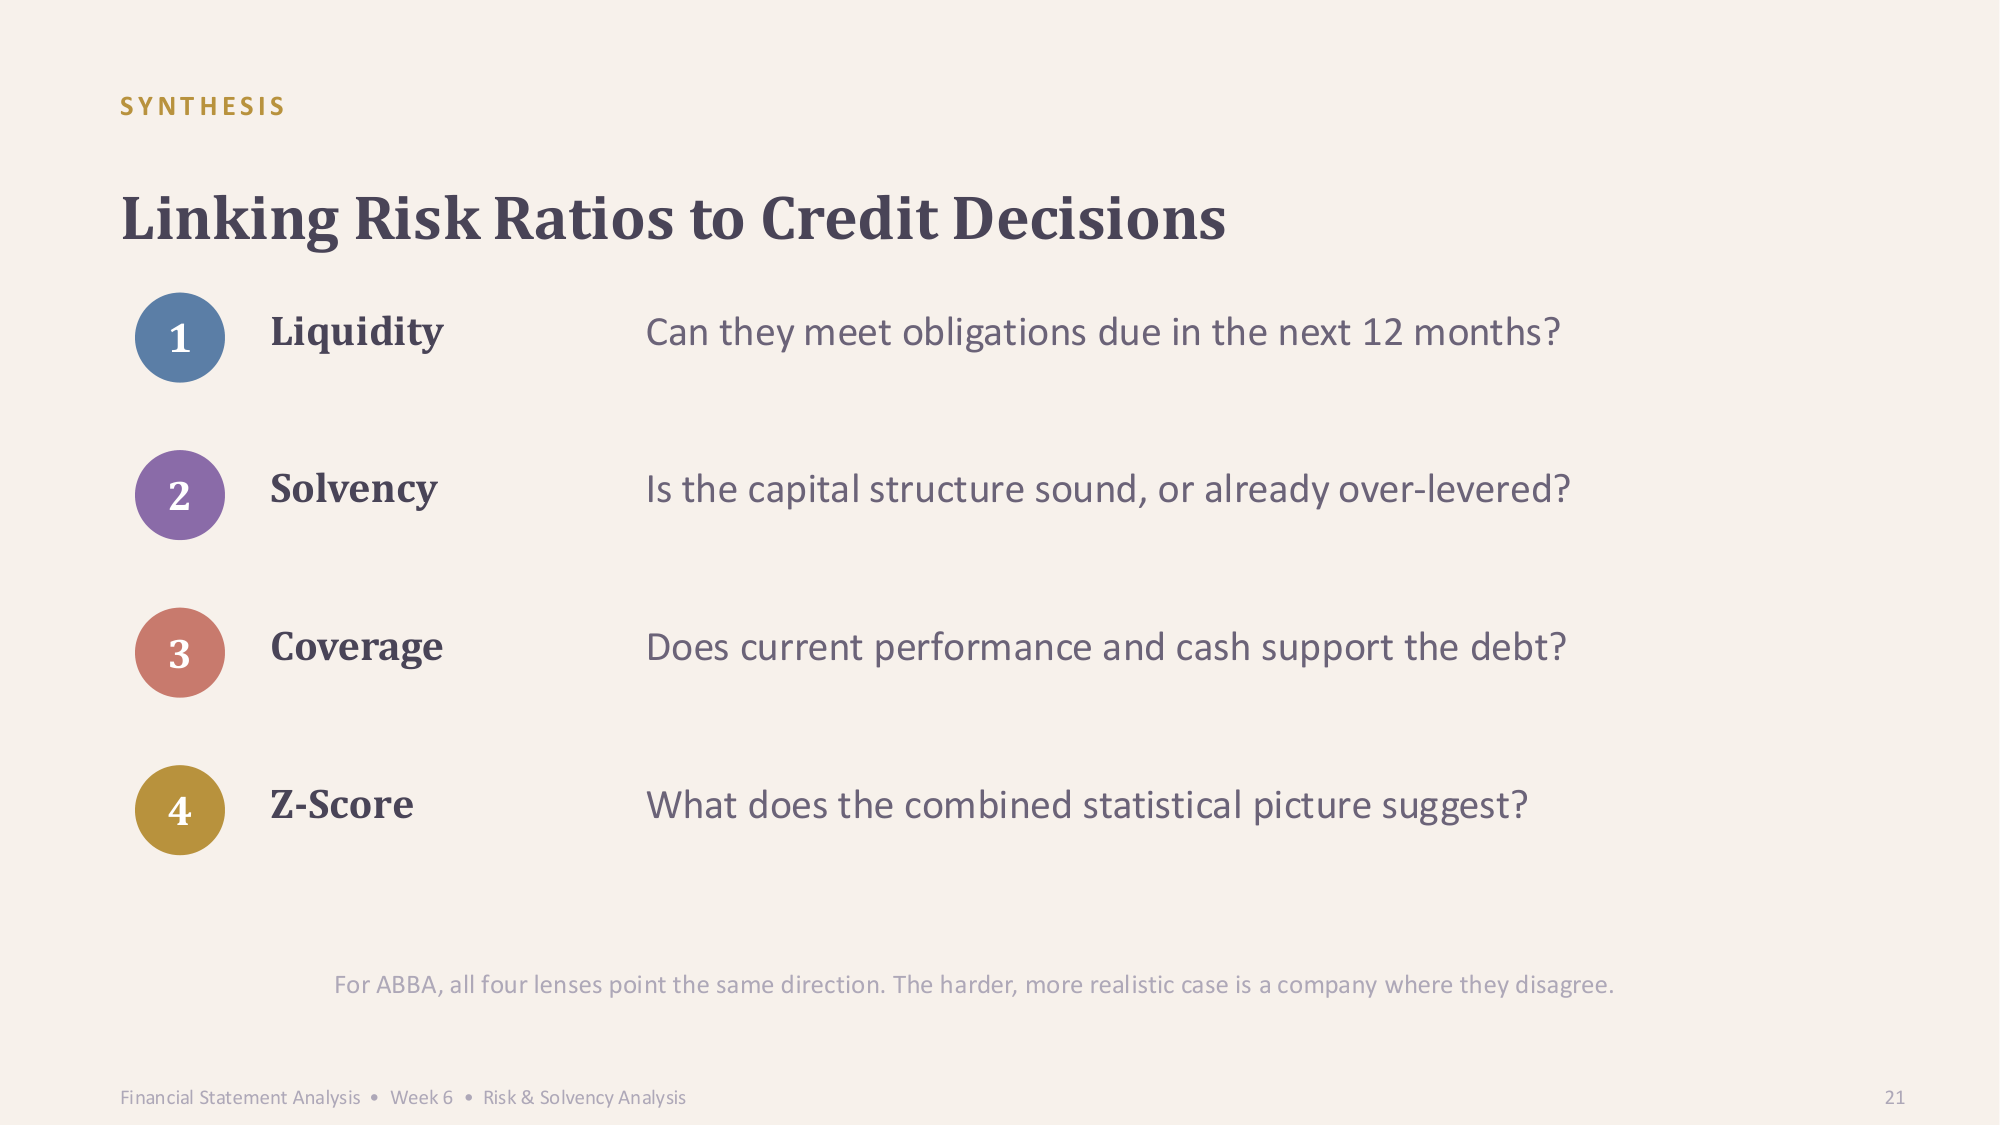 SYNTHESIS
Linking Risk Ratios to Credit Decisions
1 Liquidity Can they meet obligations due in the next 12 months?
2 Solvency Is the capital structure sound, or already over-levered?
3 Coverage Does current performance and cash support the debt?
4 Z-Score What does the combined statistical picture suggest?
For ABBA, all four lenses point the same direction. The harder, more realistic case is a company where they disagree.
Financial Statement Analysis • Week 6 • Risk & Solvency Analysis 21